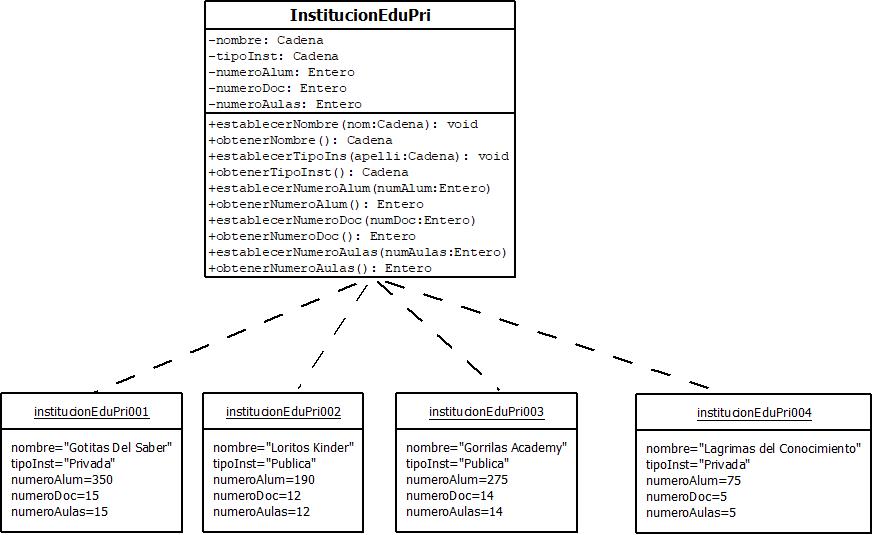 InstitucionEduPri
-nombre: Cadena
-tipoInst: Cadena
-numeroAlum: Entero
-numeroDoc: Entero
-numeroAulas: Entero
+establecerNombre(nom:Cadena): void
+obtenerNombre(): Cadena
+establecerTipoIns(apelli:Cadena): void
+obtenerTipoInst(): Cadena
+establecerNumeroAlum(numAlum:Entero)
+obtenerNumeroAlum(): Entero
+establecerNumeroDoc(numDoc:Entero)
+obtenerNumeroDoc(): Entero
+establecerNumeroAulas(numAulas:Entero)
+obtenerNumeroAulas(): Entero
institucionEduPri001
nombre="Gotitas Del Saber"
tipoInst="Privada"
numeroAlum=350
numeroDoc=15
numeroAulas=15
institucionEduPri002
nombre="Loritos Kinder"
tipoInst="Publica"
numeroAlum=190
numeroDoc=12
numeroAulas=12
institucionEduPri003
nombre="Gorrilas Academy"
tipoInst="Publica"
numeroAlum=275
numeroDoc=14
numeroAulas=14
institucionEduPri004
nombre="Lagrimas del Conocimiento"
tipoInst="Privada"
numeroAlum=75
numeroDoc=5
numeroAulas=5